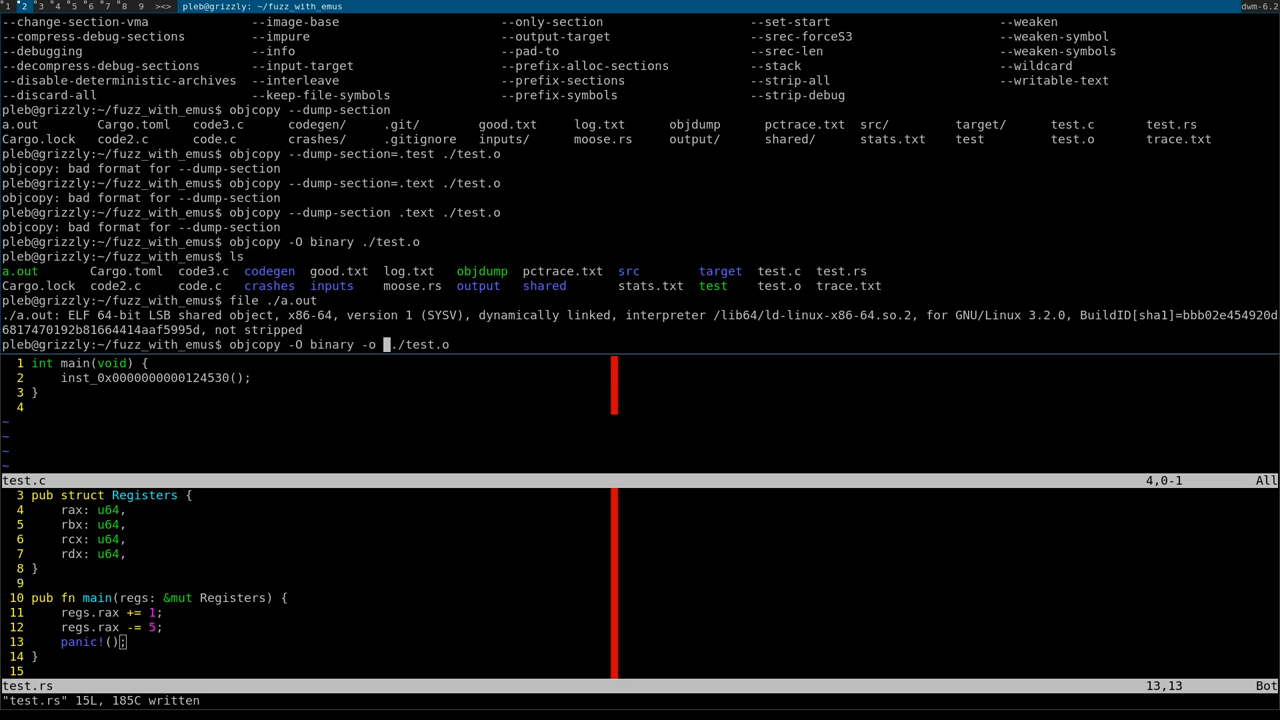 1 2 3 4 5 6 7 8 9 ><> pleb@grizzly: ~/fuzz_with_emus dwm-6.2
--change-section-vma --image-base --only-section --set-start --weaken
--compress-debug-sections --impure --output-target --srec-forceS3 --weaken-symbol
--debugging --info --pad-to --srec-len --weaken-symbols
--decompress-debug-sections --input-target --prefix-alloc-sections --stack --wildcard
--disable-deterministic-archives --interleave --prefix-sections --strip-all --writable-text
--discard-all --keep-file-symbols --prefix-symbols --strip-debug
pleb@grizzly:~/fuzz_with_emus$ objcopy --dump-section
a.out Cargo.toml code3.c codegen/ .git/ good.txt log.txt objdump pctrace.txt src/ target/ test.c test.rs
Cargo.lock code2.c code.c crashes/ .gitignore inputs/ moose.rs output/ shared/ stats.txt test test.o trace.txt
pleb@grizzly:~/fuzz_with_emus$ objcopy --dump-section=.test ./test.o
objcopy: bad format for --dump-section
pleb@grizzly:~/fuzz_with_emus$ objcopy --dump-section=.text ./test.o
objcopy: bad format for --dump-section
pleb@grizzly:~/fuzz_with_emus$ objcopy --dump-section .text ./test.o
objcopy: bad format for --dump-section
pleb@grizzly:~/fuzz_with_emus$ objcopy -O binary ./test.o
pleb@grizzly:~/fuzz_with_emus$ ls
a.out Cargo.toml code3.c codegen good.txt log.txt objdump pctrace.txt src target test.c test.rs
Cargo.lock code2.c code.c crashes inputs moose.rs output shared stats.txt test test.o trace.txt
pleb@grizzly:~/fuzz_with_emus$ file ./a.out
./a.out: ELF 64-bit LSB shared object, x86-64, version 1 (SYSV), dynamically linked, interpreter /lib64/ld-linux-x86-64.so.2, for GNU/Linux 3.2.0, BuildID[sha1]=bbb02e454920d
6817470192b81664414aaf5995d, not stripped
pleb@grizzly:~/fuzz_with_emus$ objcopy -O binary -o ./test.o
1 int main(void) {
2 inst_0x0000000000124530();
3 }
4
~
~
~
~
test.c 4,0-1 All
3 pub struct Registers {
4 rax: u64,
5 rbx: u64,
6 rcx: u64,
7 rdx: u64,
8 }
9
10 pub fn main(regs: &mut Registers) {
11 regs.rax += 1;
12 regs.rax -= 5;
13 panic!();
14 }
15
test.rs 13,13 Bot
"test.rs" 15L, 185C written